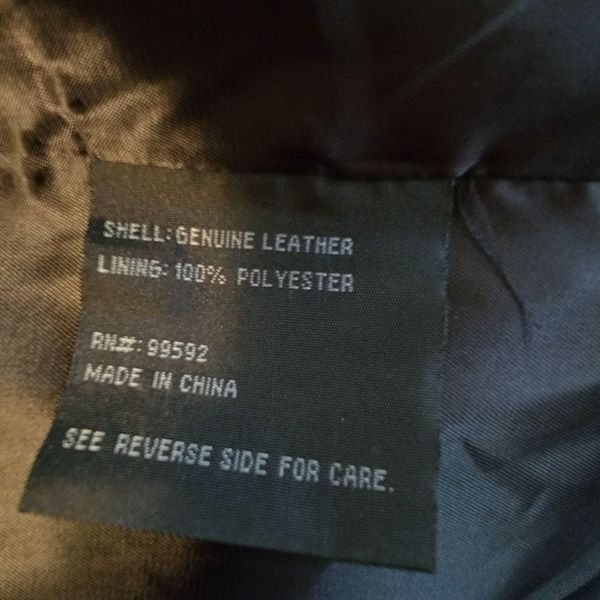 SHELL: GENUINE LEATHER
LINING: 100% POLYESTER
RN#: 99592
MADE IN CHINA
SEE REVERSE SIDE FOR CARE.